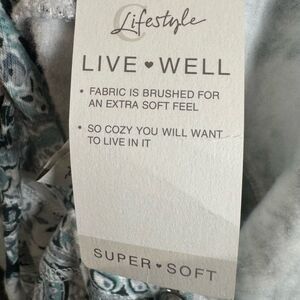 C
Lifestyle
LIVE ♥ WELL
• FABRIC IS BRUSHED FOR
AN EXTRA SOFT FEEL
• SO COZY YOU WILL WANT
TO LIVE IN IT
SUPER ♥ SOFT